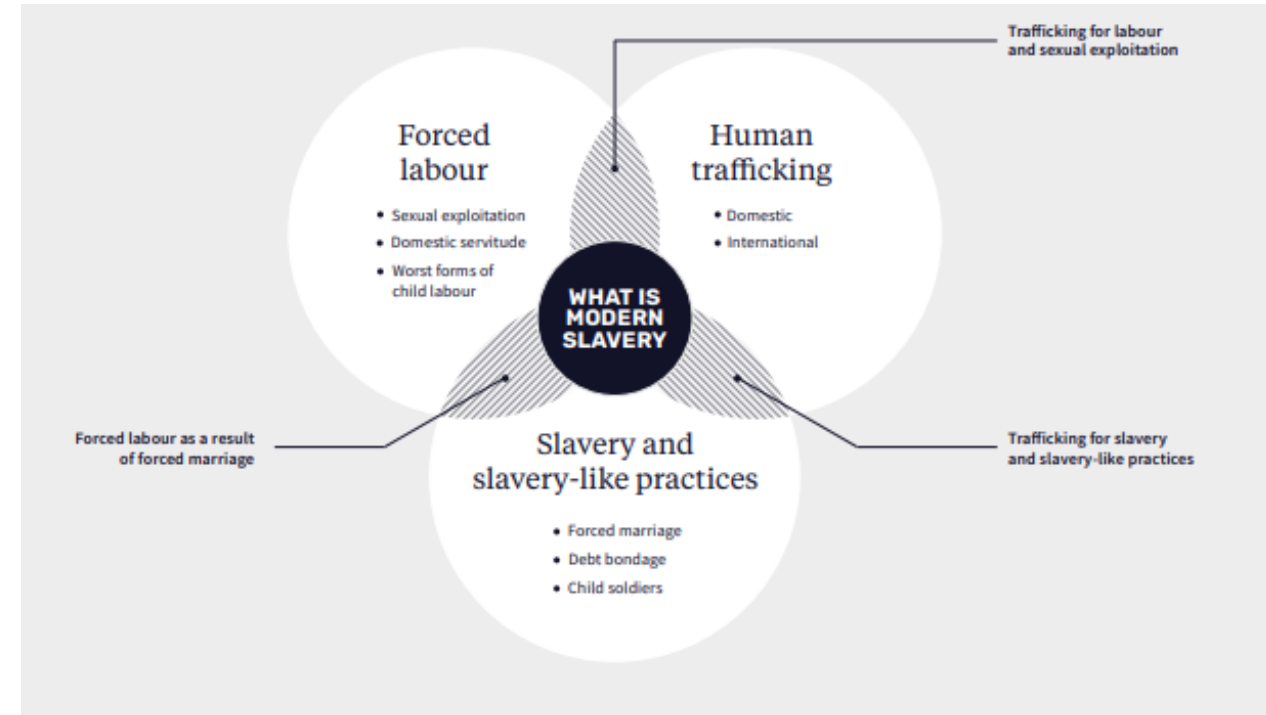 Trafficking for labour
and sexual exploitation
Forced
labour
• Sexual exploitation
• Domestic servitude
• Worst forms of
child labour
Human
trafficking
• Domestic
• International
WHAT IS
MODERN
SLAVERY
Forced labour as a result
of forced marriage
Trafficking for slavery
and slavery-like practices
Slavery and
slavery-like practices
• Forced marriage
• Debt bondage
• Child soldiers